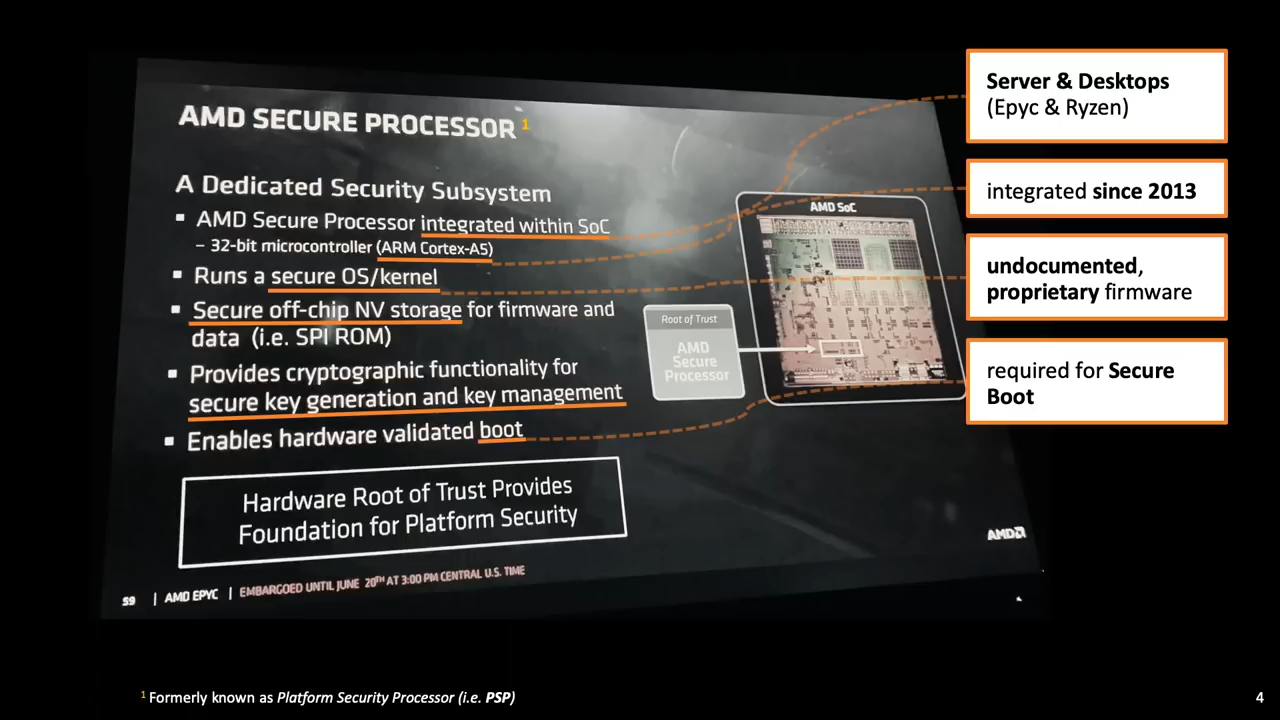 AMD SECURE PROCESSOR 1
A Dedicated Security Subsystem
▪ AMD Secure Processor integrated within SoC
– 32-bit microcontroller (ARM Cortex-A5)
▪ Runs a secure OS/kernel
▪ Secure off-chip NV storage for firmware and
data (i.e. SPI ROM)
▪ Provides cryptographic functionality for
secure key generation and key management
▪ Enables hardware validated boot
Hardware Root of Trust Provides
Foundation for Platform Security
59 | AMD EPYC | EMBARGOED UNTIL JUNE 20TH AT 3:00 PM CENTRAL U.S. TIME
Root of Trust
AMD
Secure
Processor
AMD SoC
AMD
Server & Desktops
(Epyc & Ryzen)
integrated since 2013
undocumented,
proprietary firmware
required for Secure
Boot
1 Formerly known as Platform Security Processor (i.e. PSP)
4